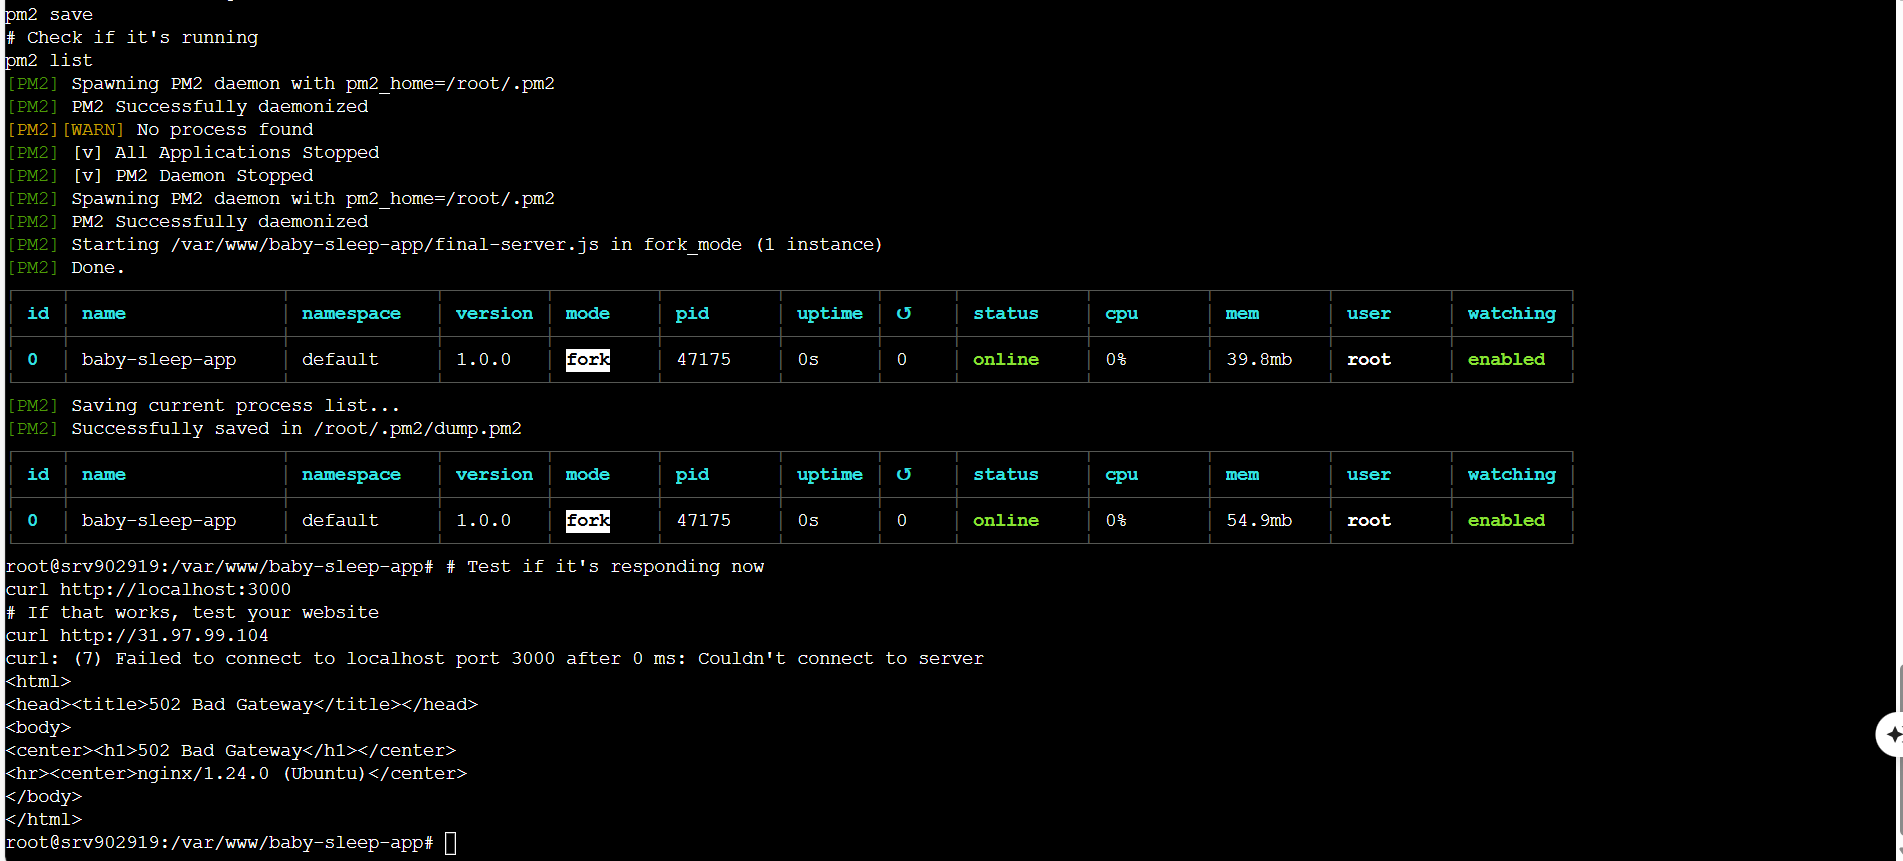 pm2 save
# Check if it's running
pm2 list
[PM2] Spawning PM2 daemon with pm2_home=/root/.pm2
[PM2] PM2 Successfully daemonized
[PM2][WARN] No process found
[PM2] [v] All Applications Stopped
[PM2] [v] PM2 Daemon Stopped
[PM2] Spawning PM2 daemon with pm2_home=/root/.pm2
[PM2] PM2 Successfully daemonized
[PM2] Starting /var/www/baby-sleep-app/final-server.js in fork_mode (1 instance)
[PM2] Done.
│ id │ name │ namespace │ version │ mode │ pid │ uptime │ ↺ │ status │ cpu │ mem │ user │ watching │
│ 0 │ baby-sleep-app │ default │ 1.0.0 │ fork │ 47175 │ 0s │ 0 │ online │ 0% │ 39.8mb │ root │ enabled │
[PM2] Saving current process list...
[PM2] Successfully saved in /root/.pm2/dump.pm2
│ id │ name │ namespace │ version │ mode │ pid │ uptime │ ↺ │ status │ cpu │ mem │ user │ watching │
│ 0 │ baby-sleep-app │ default │ 1.0.0 │ fork │ 47175 │ 0s │ 0 │ online │ 0% │ 54.9mb │ root │ enabled │
root@srv902919:/var/www/baby-sleep-app# # Test if it's responding now
curl http://localhost:3000
# If that works, test your website
curl http://31.97.99.104
curl: (7) Failed to connect to localhost port 3000 after 0 ms: Couldn't connect to server
<html>
<head><title>502 Bad Gateway</title></head>
<body>
<center><h1>502 Bad Gateway</h1></center>
<hr><center>nginx/1.24.0 (Ubuntu)</center>
</body>
</html>
root@srv902919:/var/www/baby-sleep-app#